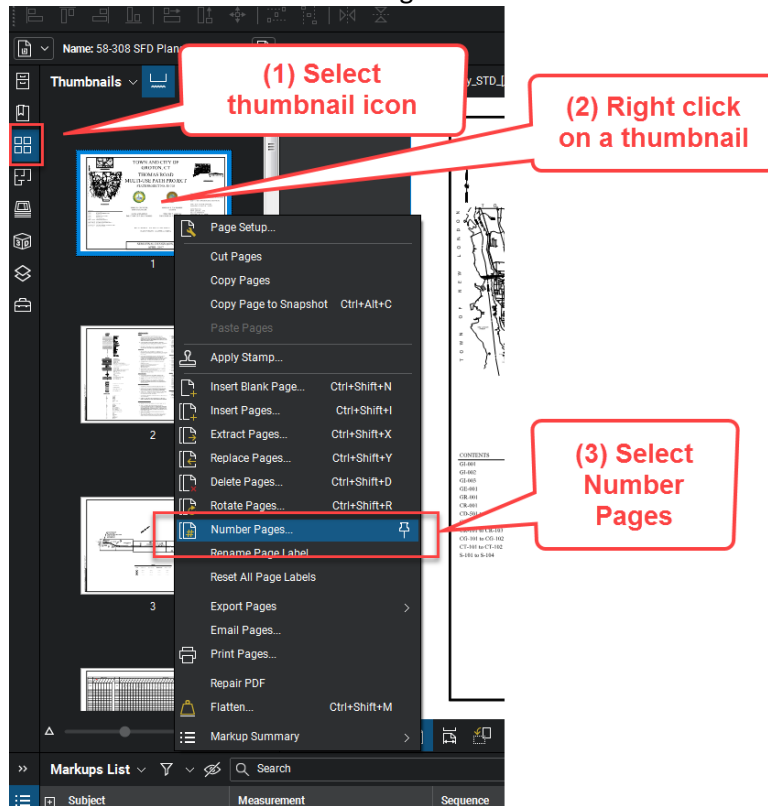 Name: 58-308 SFD Plan
Thumbnails
y_STD_[
(1) Select
thumbnail icon
(2) Right click
on a thumbnail
TOWN AND CITY OF
GROTON, CT
THOMAS ROAD
MULTI-USE PATH PROJECT
1
2
3
Page Setup...
Cut Pages
Copy Pages
Copy Page to Snapshot Ctrl+Alt+C
Paste Pages
Apply Stamp...
Insert Blank Page... Ctrl+Shift+N
Insert Pages... Ctrl+Shift+I
Extract Pages... Ctrl+Shift+X
Replace Pages... Ctrl+Shift+Y
Delete Pages... Ctrl+Shift+D
Rotate Pages... Ctrl+Shift+R
Number Pages...
Rename Page Label
Reset All Page Labels
Export Pages
Email Pages...
Print Pages...
Repair PDF
Flatten... Ctrl+Shift+M
Markup Summary
TOWN OF NEW LONDON
CONTENTS
GI-001
GI-002
GI-003
GE-001
GR-001
CR-001
CG-101 to CG-102
CT-101 to CT-102
S-101 to S-104
(3) Select
Number
Pages
Markups List
Search
Subject Measurement Sequence